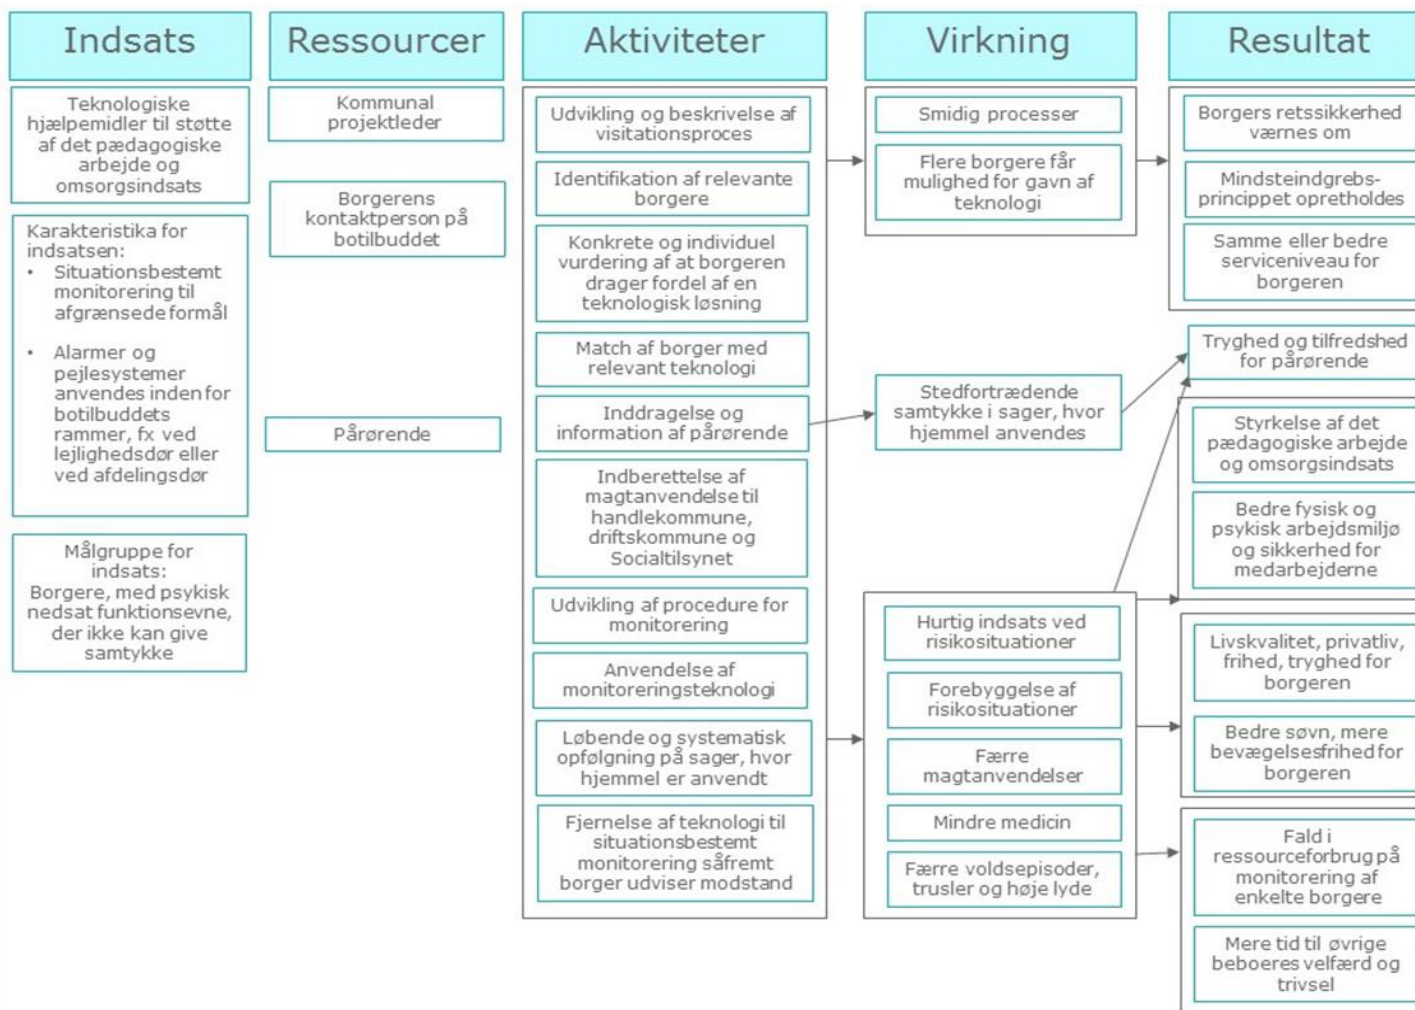 Indsats
Ressourcer
Aktiviteter
Virkning
Resultat
Teknologiske
hjælpemidler til støtte
af det pædagogiske
arbejde og
omsorgsindsats
Karakteristika for
indsatsen:
• Situationsbestemt
monitorering til
afgrænsede formål
• Alarmer og
pejlesystemer
anvendes inden for
botilbuddets
rammer, fx ved
lejlighedsdør eller
ved afdelingsdør
Målgruppe for
indsats:
Borgere, med psykisk
nedsat funktionsevne,
der ikke kan give
samtykke
Kommunal
projektleder
Borgerens
kontaktperson på
botilbuddet
Pårørende
Udvikling og beskrivelse af
visitationsproces
Identifikation af relevante
borgere
Konkrete og individuel
vurdering af at borgeren
drager fordel af en
teknologisk løsning
Match af borger med
relevant teknologi
Inddragelse og
information af pårørende
Indberettelse af
magtanvendelse til
handlekommune,
driftskommune og
Socialtilsynet
Udvikling af procedure for
monitorering
Anvendelse af
monitoreringsteknologi
Løbende og systematisk
opfølgning på sager, hvor
hjemmel er anvendt
Fjernelse af teknologi til
situationsbestemt
monitorering såfremt
borger udviser modstand
Smidig processer
Flere borgere får
mulighed for gavn af
teknologi
Stedfortrædende
samtykke i sager, hvor
hjemmel anvendes
Hurtig indsats ved
risikosituationer
Forebyggelse af
risikosituationer
Færre
magtanvendelser
Mindre medicin
Færre voldsepisoder,
trusler og høje lyde
Borgers retssikkerhed
værnes om
Mindsteindgrebs-
princippet opretholdes
Samme eller bedre
serviceniveau for
borgeren
Tryghed og tilfredshed
for pårørende
Styrkelse af det
pædagogiske arbejde
og omsorgsindsats
Bedre fysisk og
psykisk arbejdsmiljø
og sikkerhed for
medarbejderne
Livskvalitet, privatliv,
frihed, tryghed for
borgeren
Bedre søvn, mere
bevægelsesfrihed for
borgeren
Fald i
ressourceforbrug på
monitorering af
enkelte borgere
Mere tid til øvrige
beboeres velfærd og
trivsel